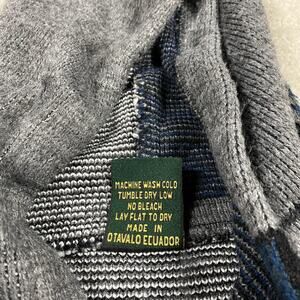 MACHINE WASH COLD
TUMBLE DRY LOW
NO BLEACH
LAY FLAT TO DRY
MADE IN
OTAVALO ECUADOR